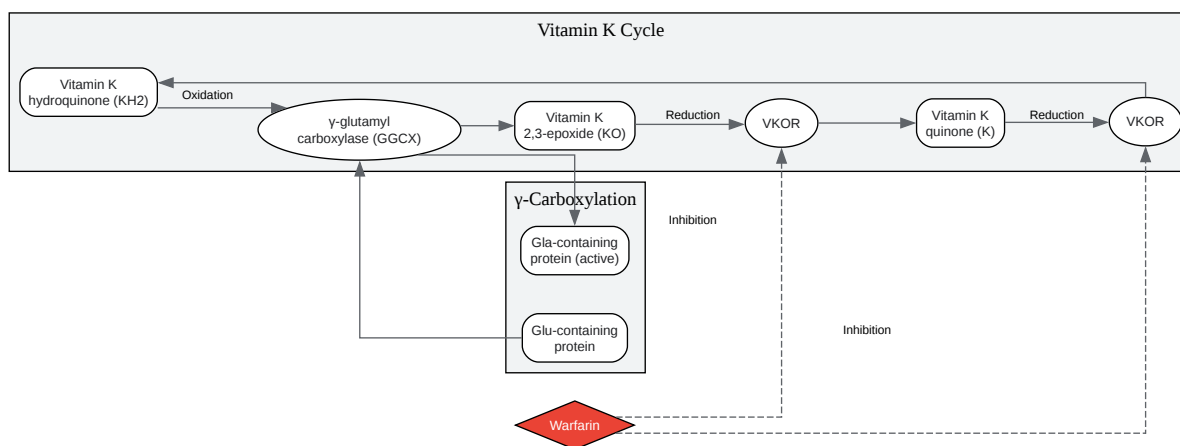 Vitamin K Cycle
Vitamin K
hydroquinone (KH2)
Oxidation
γ-glutamyl
carboxylase (GGCX)
Vitamin K
2,3-epoxide (KO)
Reduction
VKOR
Vitamin K
quinone (K)
Reduction
VKOR
γ-Carboxylation
Gla-containing
protein (active)
Inhibition
Glu-containing
protein
Inhibition
Warfarin